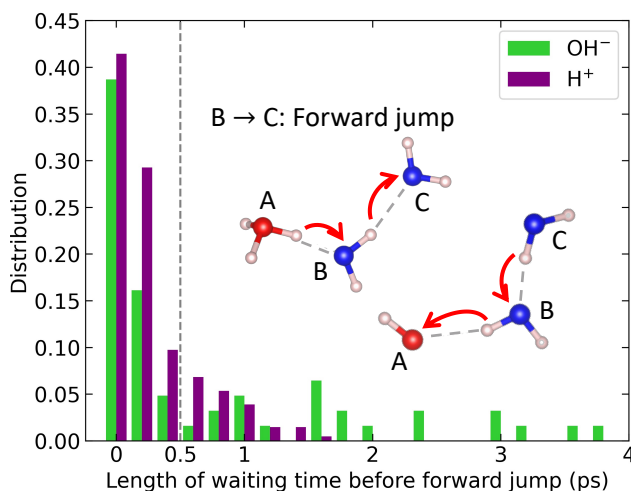 0.45
0.40
0.35
0.30
0.25
0.20
0.15
0.10
0.05
0.00
Distribution
OH⁻
H⁺
B → C: Forward jump
A
B
C
C
B
A
0 0.5 1 2 3 4
Length of waiting time before forward jump (ps)